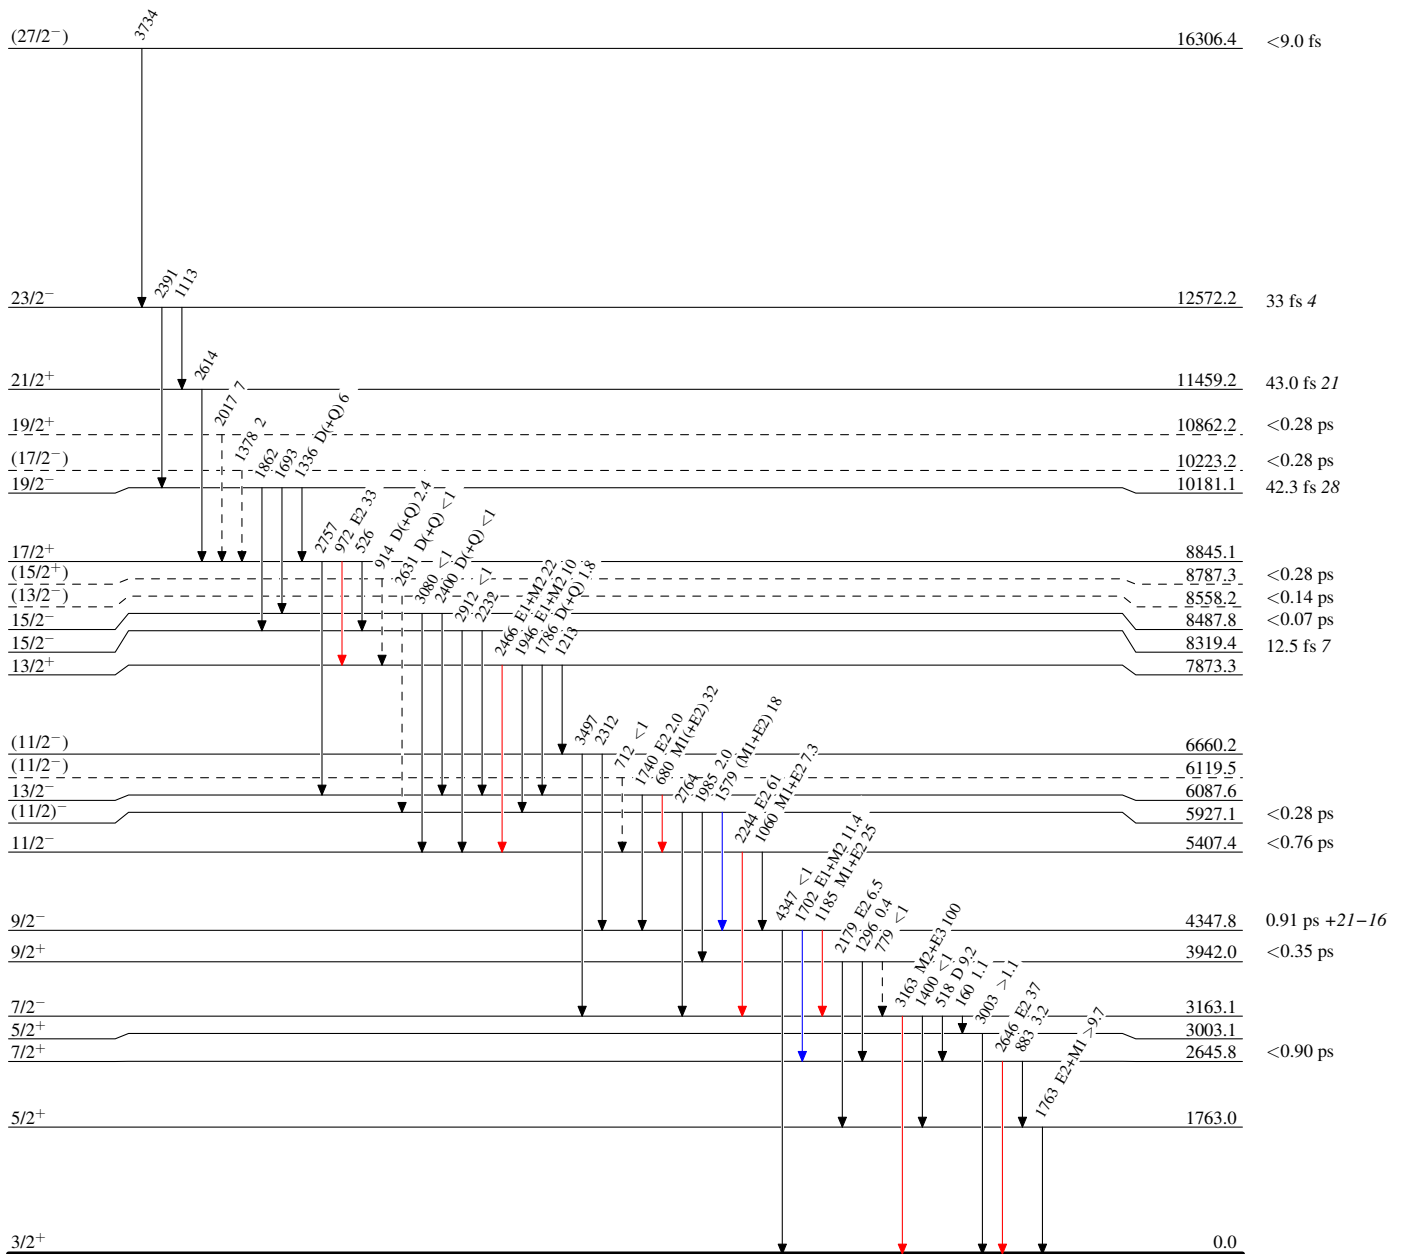 3734
(27/2−) 16306.4 <9.0 fs
2391
1113
23/2− 12572.2 33 fs 4
2614
21/2+ 11459.2 43.0 fs 21
2017 7
19/2+ 10862.2 <0.28 ps
1378 2
(17/2−) 10223.2 <0.28 ps
1862
1693
1336 D(+Q) 6
19/2− 10181.1 42.3 fs 28
2757
972 E2 33
526
17/2+ 8845.1
914 D(+Q) 2.4
(15/2+) 8787.3 <0.28 ps
2631 D(+Q) <1
(13/2−) 8558.2 <0.14 ps
3080 <1
2400 D(+Q) <1
15/2− 8487.8 <0.07 ps
2912 <1
2232
15/2− 8319.4 12.5 fs 7
2466 E1+M2 22
1946 E1+M2 10
1786 D(+Q) 1.8
1213
13/2+ 7873.3
3497
2312
(11/2−) 6660.2
712 <1
(11/2−) 6119.5
1740 E2 2.0
680 M1(+E2) 32
13/2− 6087.6
2764
1985 2.0
1579 (M1+E2) 18
(11/2)− 5927.1 <0.28 ps
2244 E2 61
1060 M1+E2 7.3
11/2− 5407.4 <0.76 ps
4347 <1
1702 E1+M2 11.4
1185 M1+E2 25
9/2− 4347.8 0.91 ps +21−16
2179 E2 6.5
1296 0.4
779 <1
9/2+ 3942.0 <0.35 ps
3163 M2+E3 100
1400 <1
518 D 9.2
160 1.1
7/2− 3163.1
3003 >1.1
5/2+ 3003.1
2646 E2 37
883 3.2
7/2+ 2645.8 <0.90 ps
1763 E2+M1 >9.7
5/2+ 1763.0
3/2+ 0.0